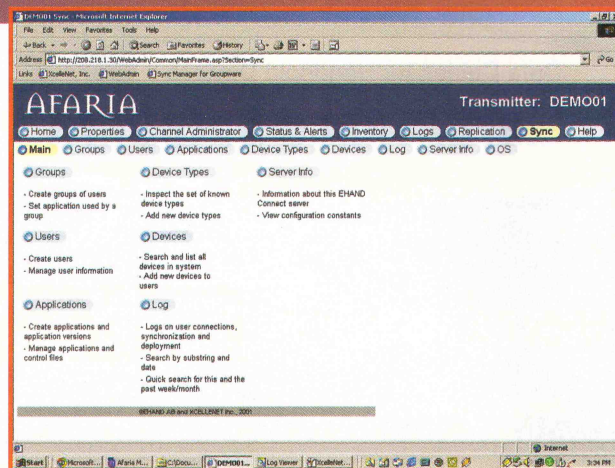 DEMO01 Sync - Microsoft Internet Explorer
File Edit View Favorites Tools Help
Back Search Favorites History
Address http://208.218.1.30/WebAdmin/Common/MainFrame.asp?Section=Sync Go
Links XcelleNet, Inc. WebAdmin Sync Manager for Groupware
AFARIA Transmitter: DEMO01
Home Properties Channel Administrator Status & Alerts Inventory Logs Replication Sync Help
Main Groups Users Applications Device Types Devices Log Server Info OS
Groups
- Create groups of users
- Set application used by a
group
Device Types
- Inspect the set of known
device types
- Add new device types
Server Info
- Information about this EHAND
Connect server
- View configuration constants
Users
- Create users
- Manage user information
Devices
- Search and list all
devices in system
- Add new devices to
users
Applications
- Create applications and
application versions
- Manage applications and
control files
Log
- Logs on user connections,
synchronization and
deployment
- Search by substring and
date
- Quick search for this and the
past week/month
©EHAND AB and XCELLENET Inc., 2001
Internet
Start Microsoft... Afaria M... C:\Docu... DEMO01... Log Viewer XcelleNet... 3:34 PM